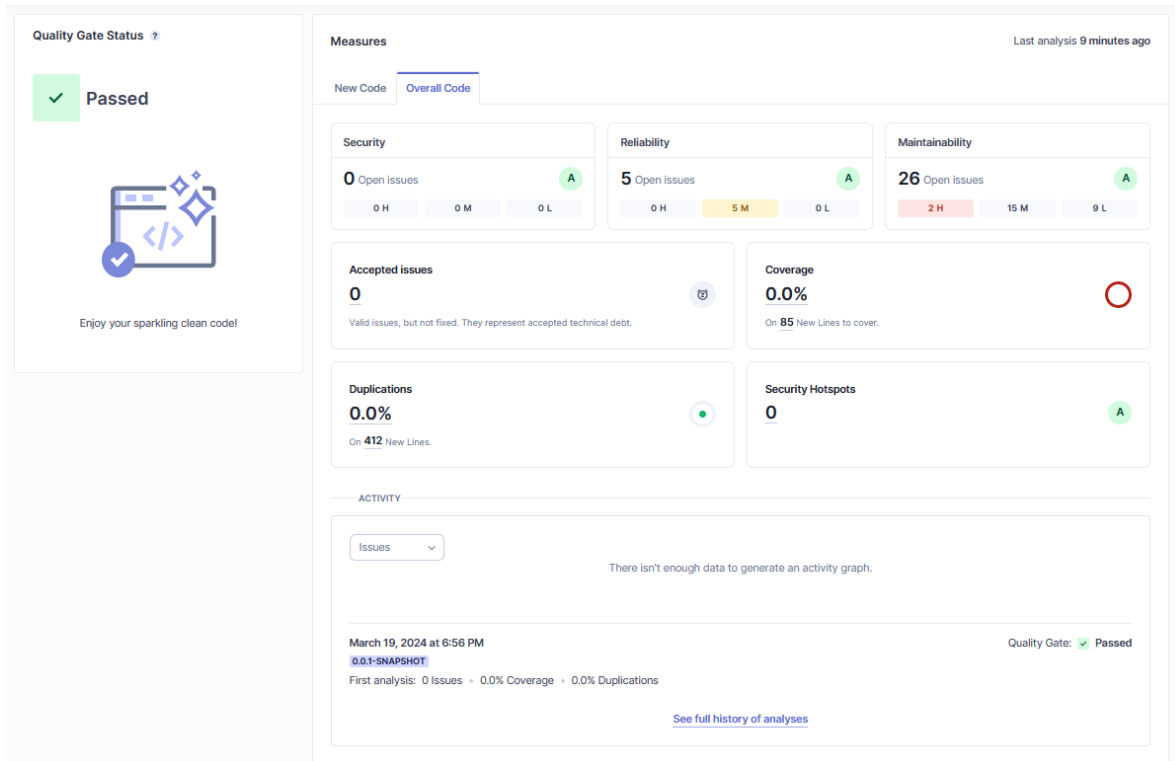 Quality Gate Status ?
Passed
Enjoy your sparkling clean code!
Measures
Last analysis 9 minutes ago
New Code
Overall Code
Security
0 Open issues
A
0 H
0 M
0 L
Reliability
5 Open issues
A
0 H
5 M
0 L
Maintainability
26 Open issues
A
2 H
15 M
9 L
Accepted issues
0
Valid issues, but not fixed. They represent accepted technical debt.
Coverage
0.0%
On 85 New Lines to cover.
Duplications
0.0%
On 412 New Lines.
Security Hotspots
0
A
ACTIVITY
Issues
There isn't enough data to generate an activity graph.
March 19, 2024 at 6:56 PM
Quality Gate: Passed
0.0.1-SNAPSHOT
First analysis: 0 Issues • 0.0% Coverage • 0.0% Duplications
See full history of analyses